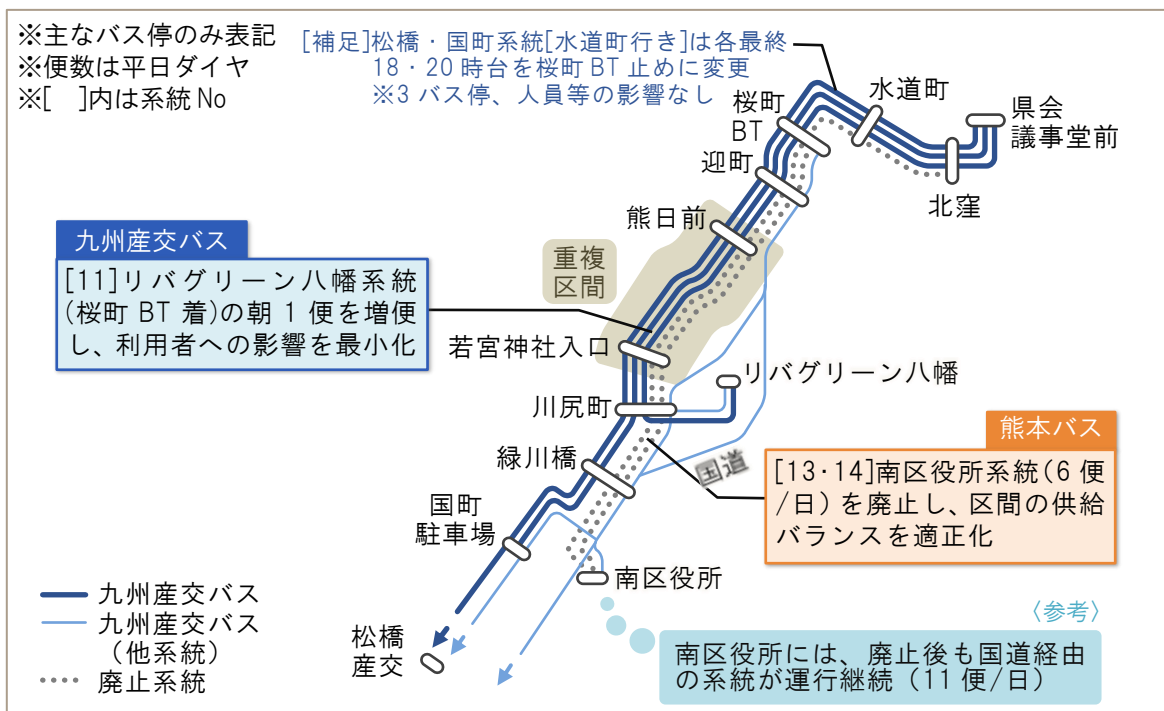 ※主なバス停のみ表記
※便数は平日ダイヤ
※[　]内は系統 No
[補足]松橋・国町系統[水道町行き]は各最終
18・20 時台を桜町 BT 止めに変更
※3 バス停、人員等の影響なし
水道町
県会
議事堂前
桜町
BT
迎町
北窪
熊日前
重複
区間
九州産交バス
[11]リバグリーン八幡系統
(桜町 BT 着)の朝 1 便を増便
し、利用者への影響を最小化
若宮神社入口
リバグリーン八幡
川尻町
熊本バス
[13･14]南区役所系統(6 便
/日)を廃止し、区間の供給
バランスを適正化
緑川橋
国道
国町
駐車場
南区役所
九州産交バス
九州産交バス
(他系統)
廃止系統
松橋
産交
〈参考〉
南区役所には、廃止後も国道経由
の系統が運行継続（11 便/日）